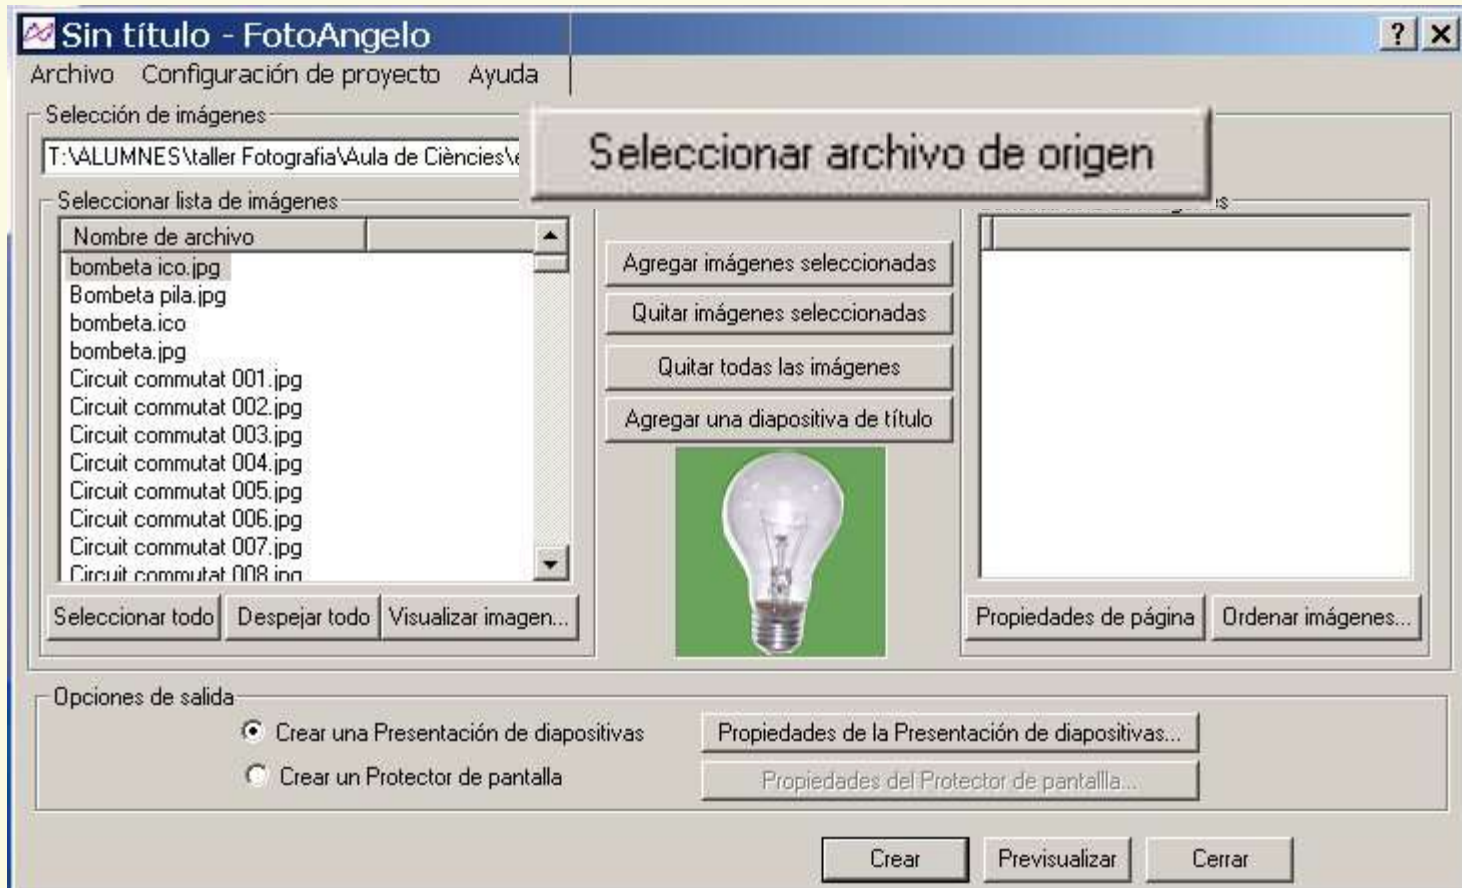 Sin título - FotoAngelo
Archivo Configuración de proyecto Ayuda
Selección de imágenes
T:\ALUMNES\taller Fotografia\Aula de Ciències\
Seleccionar archivo de origen
Seleccionar lista de imágenes
Nombre de archivo
bombeta ico.jpg
Bombeta pila.jpg
bombeta.ico
bombeta.jpg
Circuit commutat 001.jpg
Circuit commutat 002.jpg
Circuit commutat 003.jpg
Circuit commutat 004.jpg
Circuit commutat 005.jpg
Circuit commutat 006.jpg
Circuit commutat 007.jpg
Circuit commutat 008.jpg
Seleccionar todo Despejar todo Visualizar imagen...
Agregar imágenes seleccionadas
Quitar imágenes seleccionadas
Quitar todas las imágenes
Agregar una diapositiva de título
Propiedades de página Ordenar imágenes...
Opciones de salida
Crear una Presentación de diapositivas Propiedades de la Presentación de diapositivas...
Crear un Protector de pantalla Propiedades del Protector de pantallla...
Crear Previsualizar Cerrar